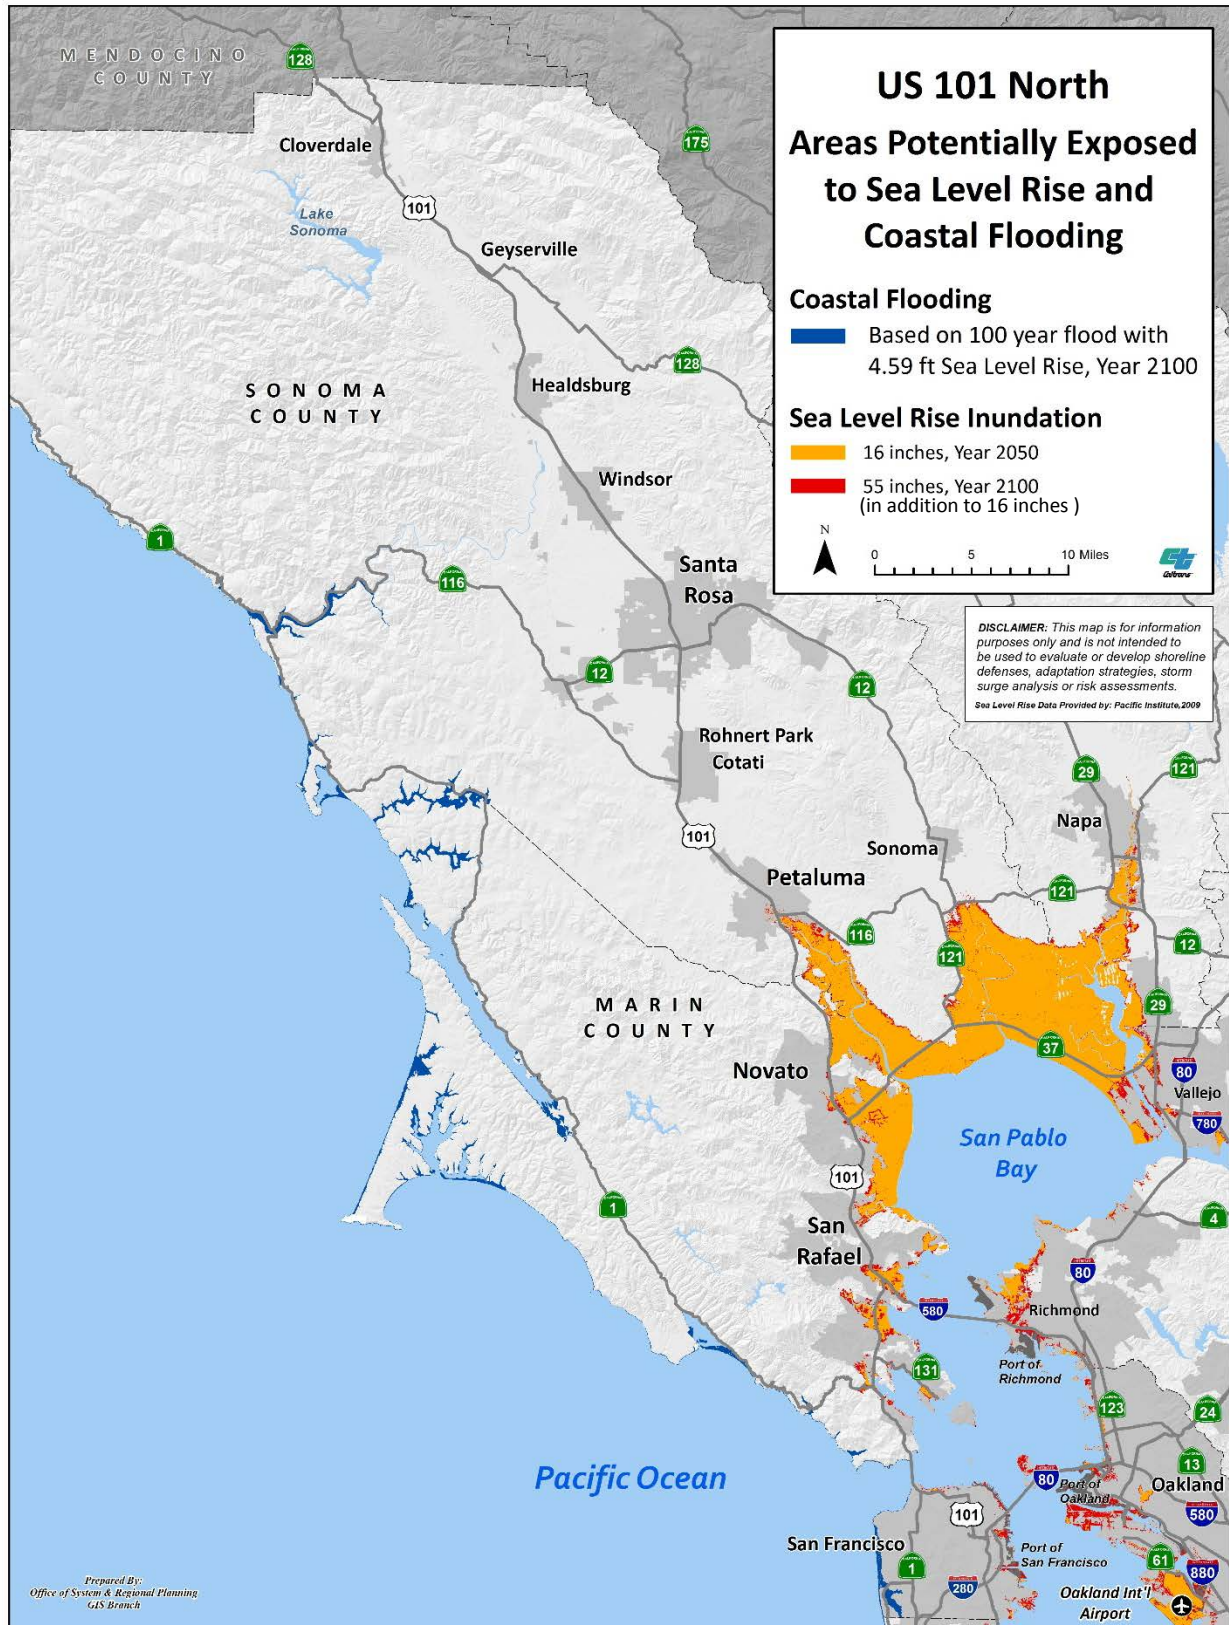 US 101 North
Areas Potentially Exposed
to Sea Level Rise and
Coastal Flooding
Coastal Flooding
Based on 100 year flood with
4.59 ft Sea Level Rise, Year 2100
Sea Level Rise Inundation
16 inches, Year 2050
55 inches, Year 2100
(in addition to 16 inches )
N
0 5 10 Miles
Caltrans
DISCLAIMER: This map is for information
purposes only and is not intended to
be used to evaluate or develop shoreline
defenses, adaptation strategies, storm
surge analysis or risk assessments.
Sea Level Rise Data Provided by: Pacific Institute,2009
MENDOCINO
COUNTY
128
175
Cloverdale
Lake
Sonoma
101
Geyserville
128
SONOMA
COUNTY
Healdsburg
Windsor
1
116
Santa
Rosa
12
12
Rohnert Park
Cotati
29
121
Napa
101
Sonoma
Petaluma
121
116
121
12
MARIN
COUNTY
29
37
Novato
80
Vallejo
780
San Pablo
Bay
101
1
4
San
Rafael
80
580
Richmond
Port of
Richmond
131
123
24
13
Pacific Ocean
80
Port of
Oakland
Oakland
580
101
San Francisco
Port of
San Francisco
1
280
61
880
Oakland Int'l
Airport
Prepared By:
Office of System & Regional Planning
GIS Branch